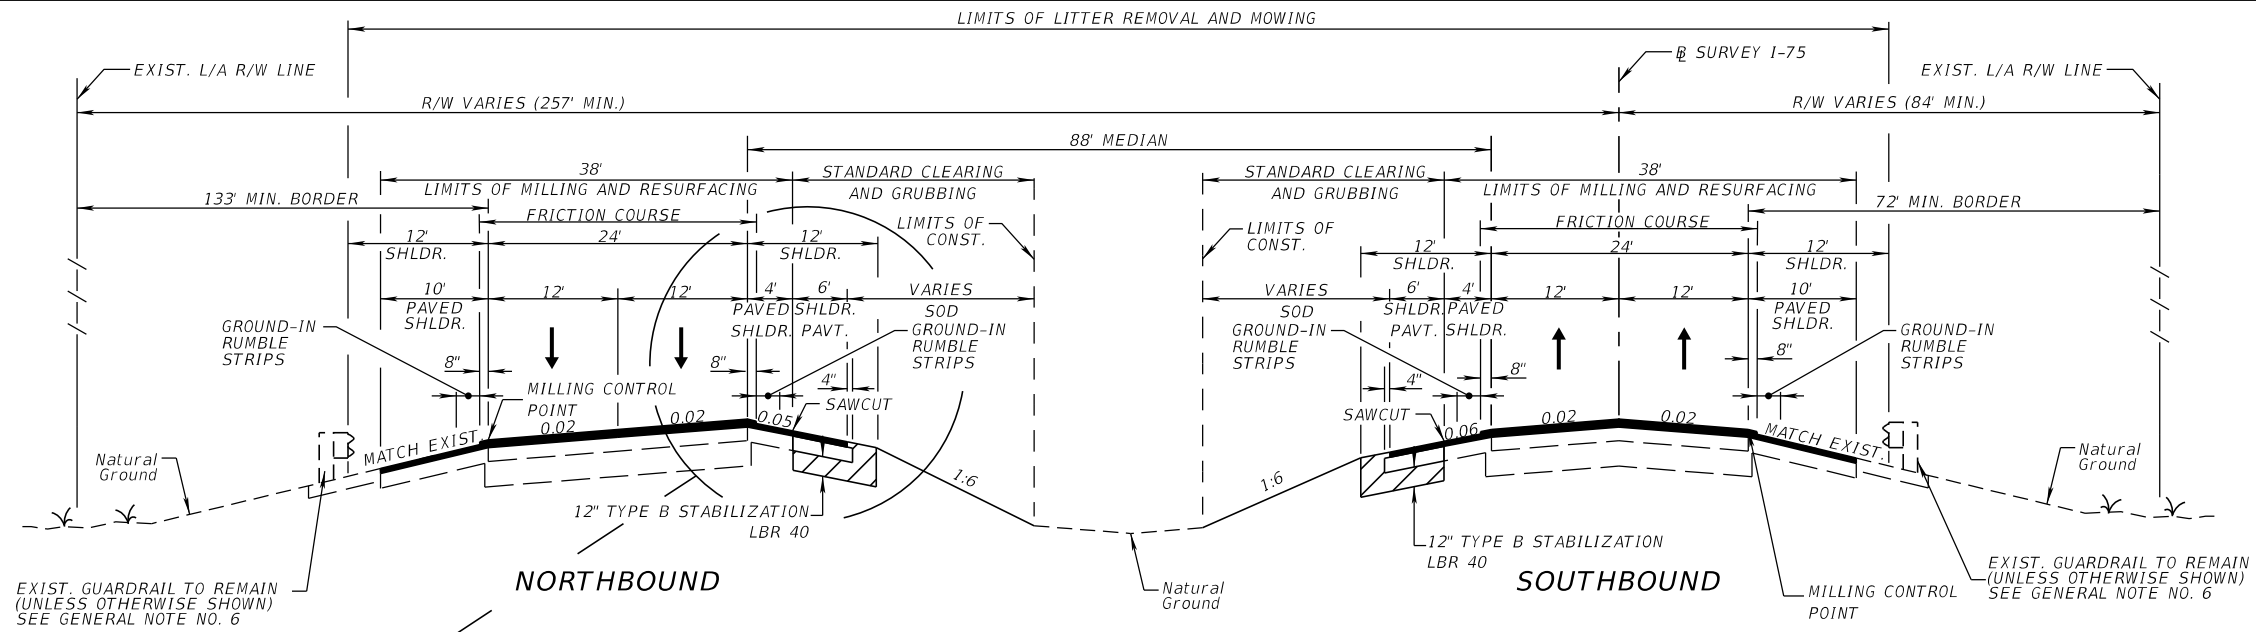 LIMITS OF LITTER REMOVAL AND MOWING
EXIST. L/A R/W LINE
℄ SURVEY I-75
EXIST. L/A R/W LINE
R/W VARIES (257' MIN.)
R/W VARIES (84' MIN.)
88' MEDIAN
38'
LIMITS OF MILLING AND RESURFACING
STANDARD CLEARING
AND GRUBBING
STANDARD CLEARING
AND GRUBBING
38'
LIMITS OF MILLING AND RESURFACING
133' MIN. BORDER
72' MIN. BORDER
FRICTION COURSE
FRICTION COURSE
LIMITS OF
CONST.
LIMITS OF
CONST.
12'
SHLDR.
24'
12'
SHLDR.
12'
SHLDR.
24'
12'
SHLDR.
10'
PAVED
SHLDR.
12'
12'
4'
PAVED
SHLDR.
6'
SHLDR.
PAVT.
VARIES
SOD
VARIES
SOD
6'
SHLDR.
PAVT.
4'
PAVED
SHLDR.
12'
12'
10'
PAVED
SHLDR.
GROUND-IN
RUMBLE
STRIPS
GROUND-IN
RUMBLE
STRIPS
GROUND-IN
RUMBLE
STRIPS
GROUND-IN
RUMBLE
STRIPS
8"
8"
4"
4"
8"
8"
MILLING CONTROL
POINT
SAWCUT
SAWCUT
MATCH EXIST.
0.02
0.02
0.05
0.06
0.02
0.02
MATCH EXIST.
Natural
Ground
1:6
1:6
Natural
Ground
12" TYPE B STABILIZATION
LBR 40
12" TYPE B STABILIZATION
LBR 40
EXIST. GUARDRAIL TO REMAIN
(UNLESS OTHERWISE SHOWN)
SEE GENERAL NOTE NO. 6
NORTHBOUND
Natural
Ground
SOUTHBOUND
MILLING CONTROL
POINT
EXIST. GUARDRAIL TO REMAIN
(UNLESS OTHERWISE SHOWN)
SEE GENERAL NOTE NO. 6